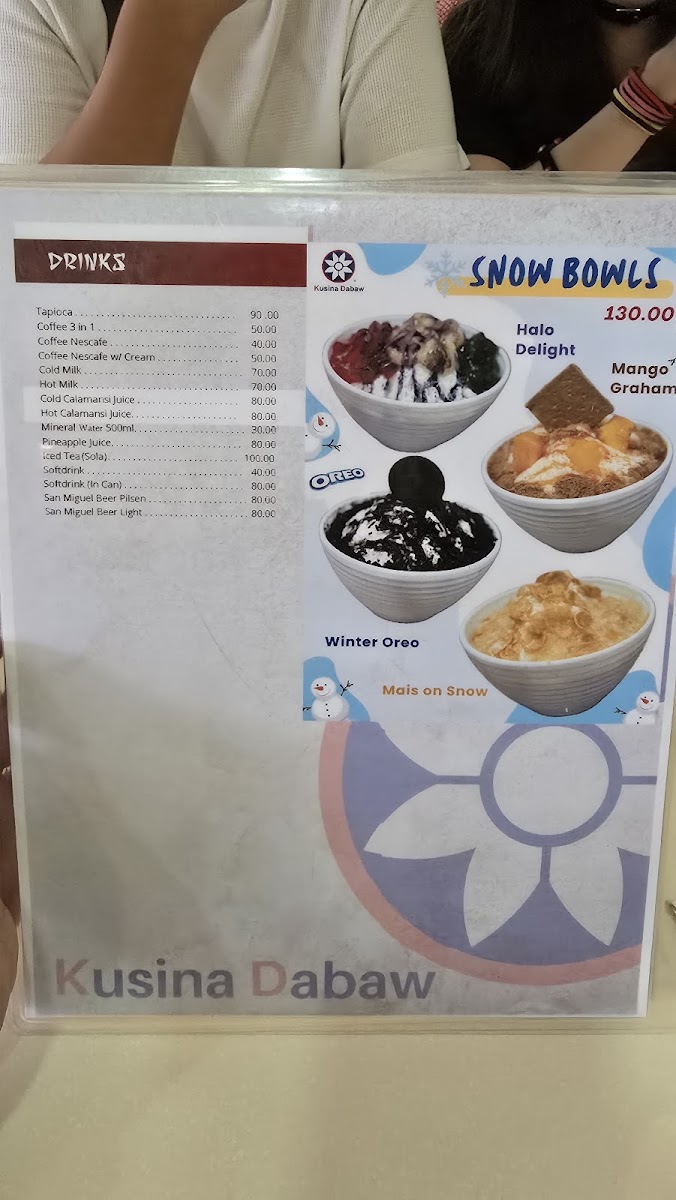 DRINKS
Tapioca 90.00
Coffee 3 in 1 50.00
Coffee Nescafe 40.00
Coffee Nescafe w/ Cream 50.00
Cold Milk 70.00
Hot Milk 70.00
Cold Calamansi Juice 80.00
Hot Calamansi Juice. 80.00
Mineral Water 500ml. 30.00
Pineapple Juice. 80.00
Iced Tea(Sola) 100.00
Softdrink 40.00
Softdrink (In Can) 80.00
San Miguel Beer Pilsen 80.00
San Miguel Beer Light 80.00
Kusina Dabaw
SNOW BOWLS
130.00
Halo
Delight
Mango
Graham
OREO
Winter Oreo
Mais on Snow
Kusina Dabaw